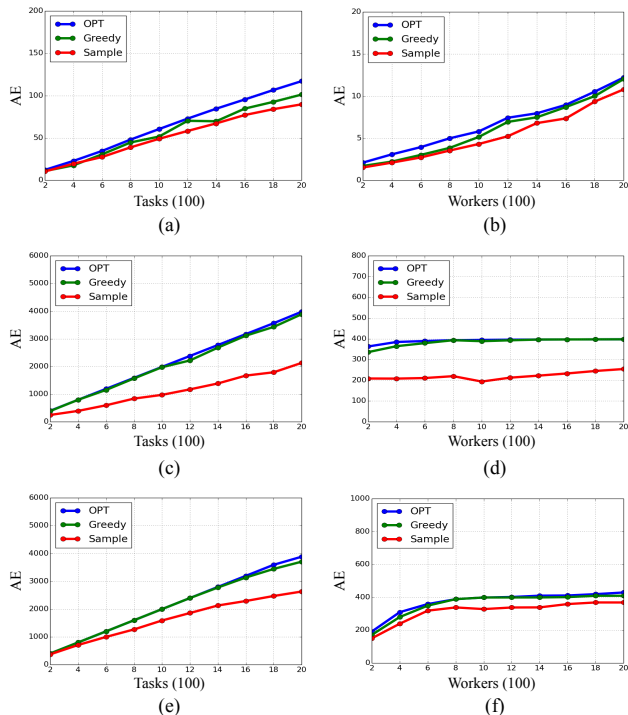 200
150
100
50
0
AE
OPT
Greedy
Sample
2 4 6 8 10 12 14 16 18 20
Tasks (100)
(a)
20
15
10
5
0
AE
OPT
Greedy
Sample
2 4 6 8 10 12 14 16 18 20
Workers (100)
(b)
6000
5000
4000
3000
2000
1000
0
AE
OPT
Greedy
Sample
2 4 6 8 10 12 14 16 18 20
Tasks (100)
(c)
800
700
600
500
400
300
200
100
0
AE
OPT
Greedy
Sample
2 4 6 8 10 12 14 16 18 20
Workers (100)
(d)
6000
5000
4000
3000
2000
1000
0
AE
OPT
Greedy
Sample
2 4 6 8 10 12 14 16 18 20
Tasks (100)
(e)
1000
800
600
400
200
0
AE
OPT
Greedy
Sample
2 4 6 8 10 12 14 16 18 20
Workers (100)
(f)